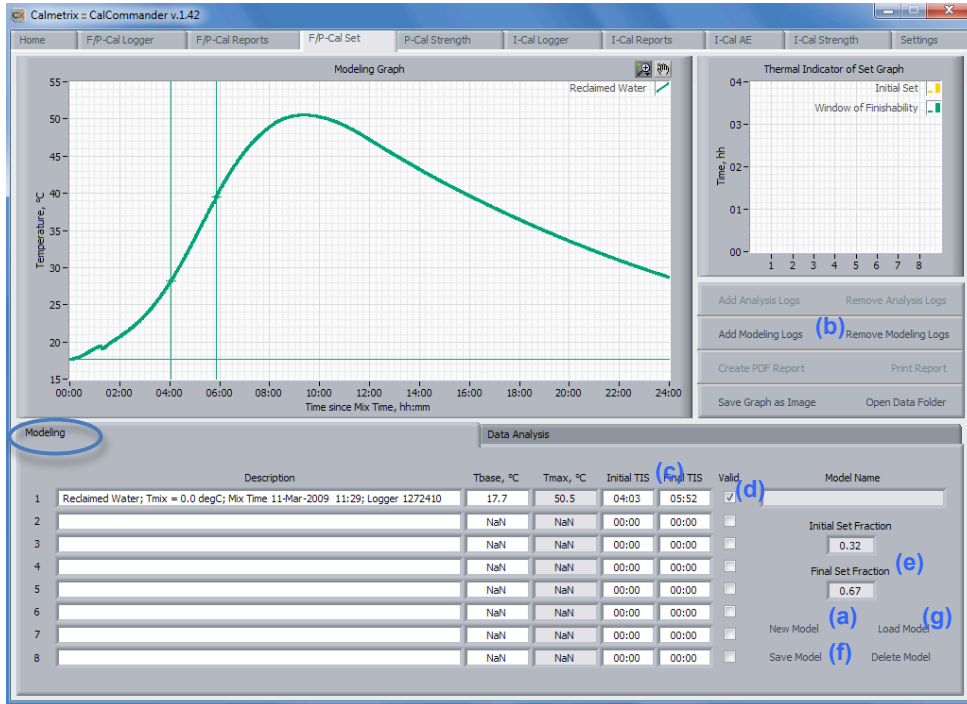 Calmetrix :: CalCommander v.1.42
Home F/P-Cal Logger F/P-Cal Reports F/P-Cal Set P-Cal Strength I-Cal Logger I-Cal Reports I-Cal AE I-Cal Strength Settings
Modeling Graph
Reclaimed Water
55
50
45
40
35
30
25
20
15
Temperature, °C
00:00 02:00 04:00 06:00 08:00 10:00 12:00 14:00 16:00 18:00 20:00 22:00 24:00
Time since Mix Time, hh:mm
Thermal Indicator of Set Graph
Initial Set
Window of Finishability
04
03
02
01
00
Time, hh
1 2 3 4 5 6 7 8
Add Analysis Logs Remove Analysis Logs
Add Modeling Logs (b) Remove Modeling Logs
Create PDF Report Print Report
Save Graph as Image Open Data Folder
Modeling Data Analysis
Description Tbase, °C Tmax, °C Initial TIS (c) Final TIS Valid Model Name
1 Reclaimed Water; Tmix = 0.0 degC; Mix Time 11-Mar-2009 11:29; Logger 1272410 17.7 50.5 04:03 05:52 (d)
2 NaN NaN 00:00 00:00
3 NaN NaN 00:00 00:00
4 NaN NaN 00:00 00:00
5 NaN NaN 00:00 00:00
6 NaN NaN 00:00 00:00
7 NaN NaN 00:00 00:00
8 NaN NaN 00:00 00:00
Initial Set Fraction
0.32
Final Set Fraction (e)
0.67
New Model (a) Load Model (g)
Save Model (f) Delete Model